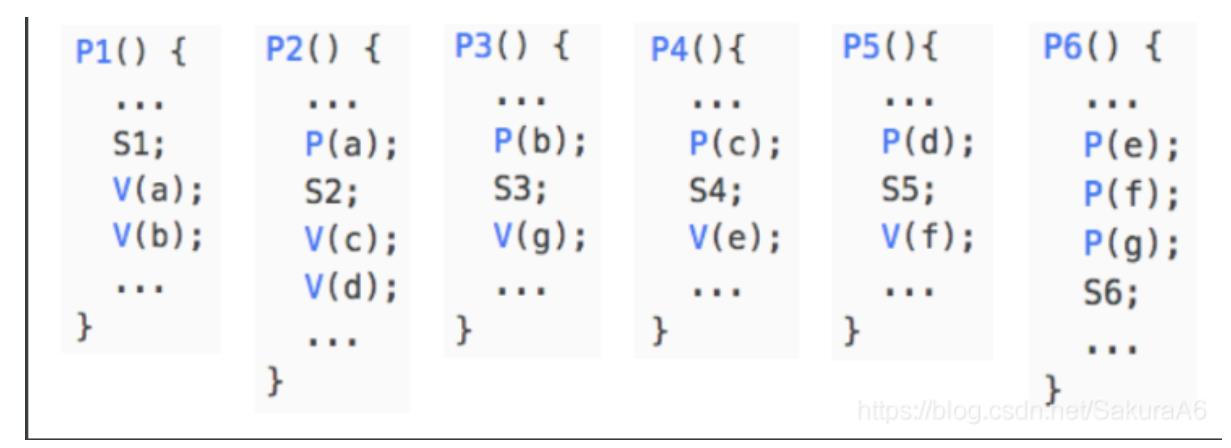 P1() {
...
S1;
V(a);
V(b);
...
}
P2() {
...
P(a);
S2;
V(c);
V(d);
...
}
P3() {
...
P(b);
S3;
V(g);
...
}
P4(){
...
P(c);
S4;
V(e);
...
}
P5(){
...
P(d);
S5;
V(f);
...
}
P6() {
...
P(e);
P(f);
P(g);
S6;
...
}
https://blog.csdn.net/SakuraA6